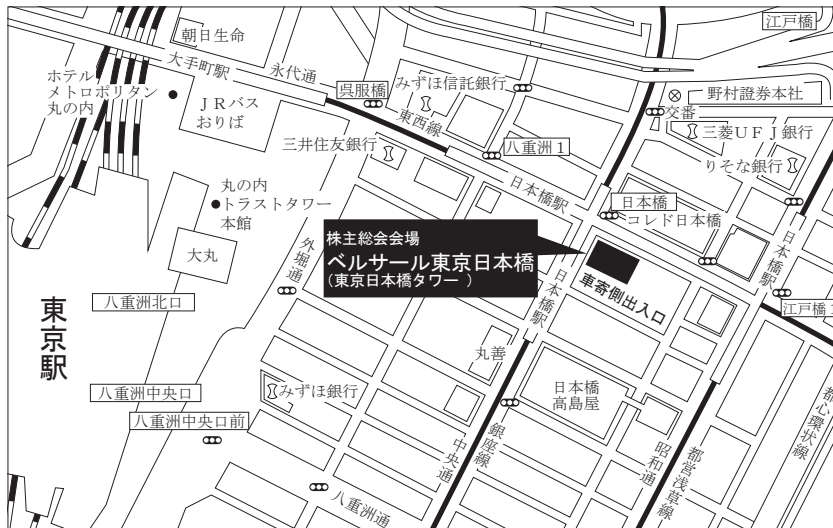 朝日生命
江戸橋
大手町駅
永代通
ホテル
メトロポリタン
丸の内
JRバス
おりば
呉服橋
みずほ信託銀行
東西線
野村證券本社
交番
三菱UFJ銀行
りそな銀行
三井住友銀行
八重洲1
日本橋駅
日本橋
コレド日本橋
丸の内
トラストタワー
本館
大丸
外堀通
株主総会会場
ベルサール東京日本橋
(東京日本橋タワー )
車寄側出入口
日本橋駅
日本橋駅
東京駅
八重洲北口
丸善
八重洲中央口
みずほ銀行
八重洲中央口前
日本橋
高島屋
中央通
銀座線
昭和通
都営浅草線
都心環状線
八重洲通